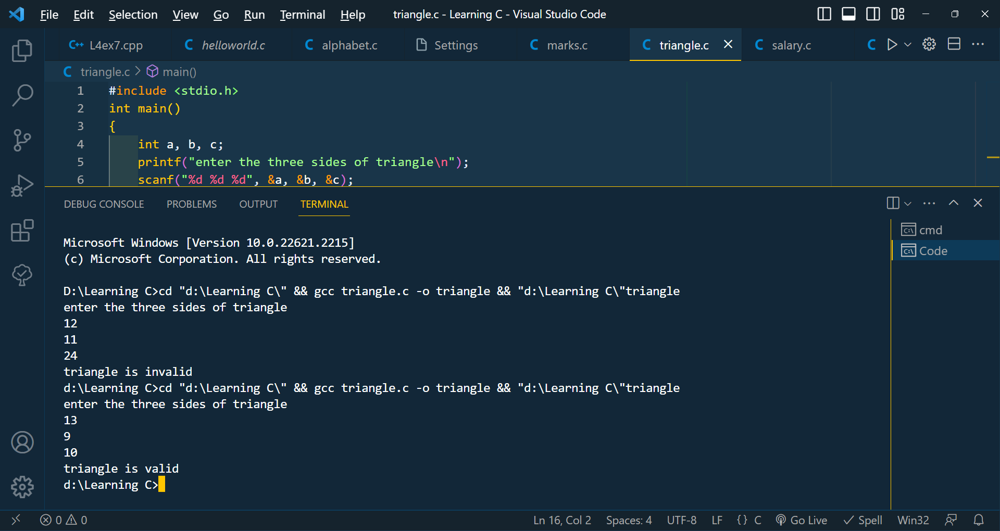 File Edit Selection View Go Run Terminal Help triangle.c - Learning C - Visual Studio Code
C++ L4ex7.cpp C helloworld.c C alphabet.c Settings C marks.c C triangle.c C salary.c C
C triangle.c > main()
1 #include <stdio.h>
2 int main()
3 {
4 int a, b, c;
5 printf("enter the three sides of triangle\n");
6 scanf("%d %d %d", &a, &b, &c);
DEBUG CONSOLE PROBLEMS OUTPUT TERMINAL
cmd
Code
Microsoft Windows [Version 10.0.22621.2215]
(c) Microsoft Corporation. All rights reserved.
D:\Learning C>cd "d:\Learning C\" && gcc triangle.c -o triangle && "d:\Learning C\"triangle
enter the three sides of triangle
12
11
24
triangle is invalid
d:\Learning C>cd "d:\Learning C\" && gcc triangle.c -o triangle && "d:\Learning C\"triangle
enter the three sides of triangle
13
9
10
triangle is valid
d:\Learning C>
0 0 Ln 16, Col 2 Spaces: 4 UTF-8 LF {} C Go Live Spell Win32